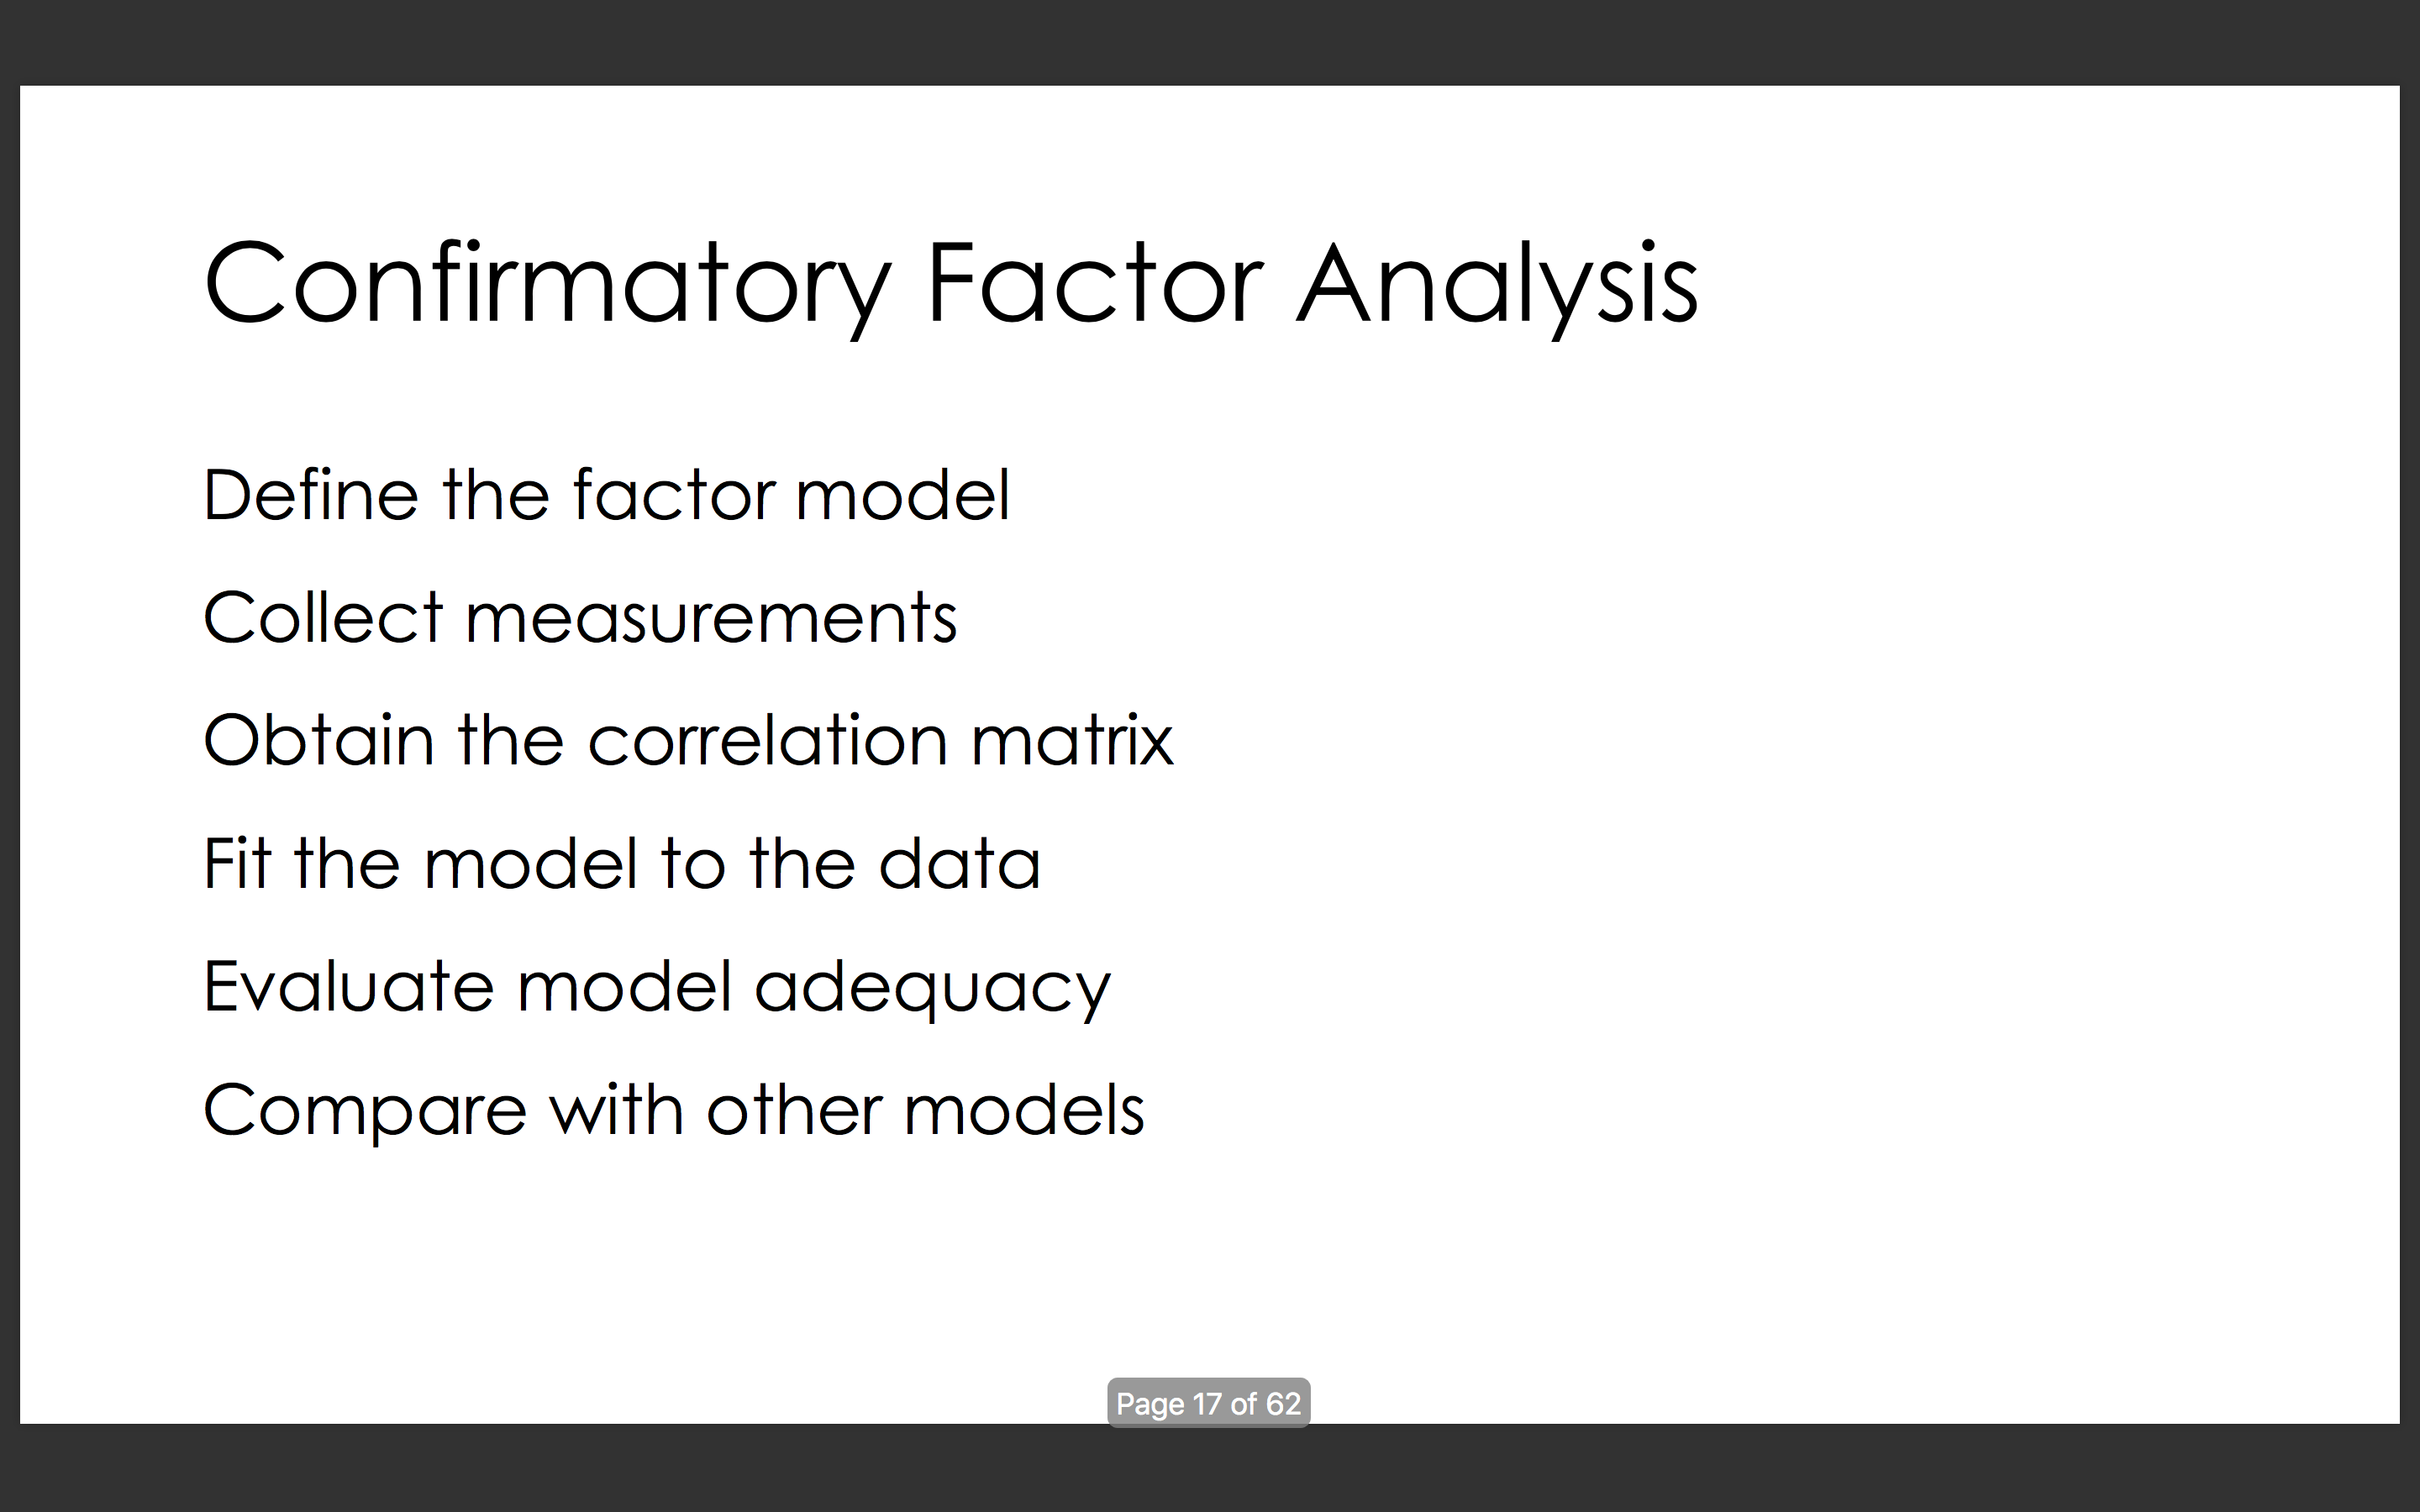 Confirmatory Factor Analysis
Define the factor model
Collect measurements
Obtain the correlation matrix
Fit the model to the data
Evaluate model adequacy
Compare with other models
Page 17 of 62